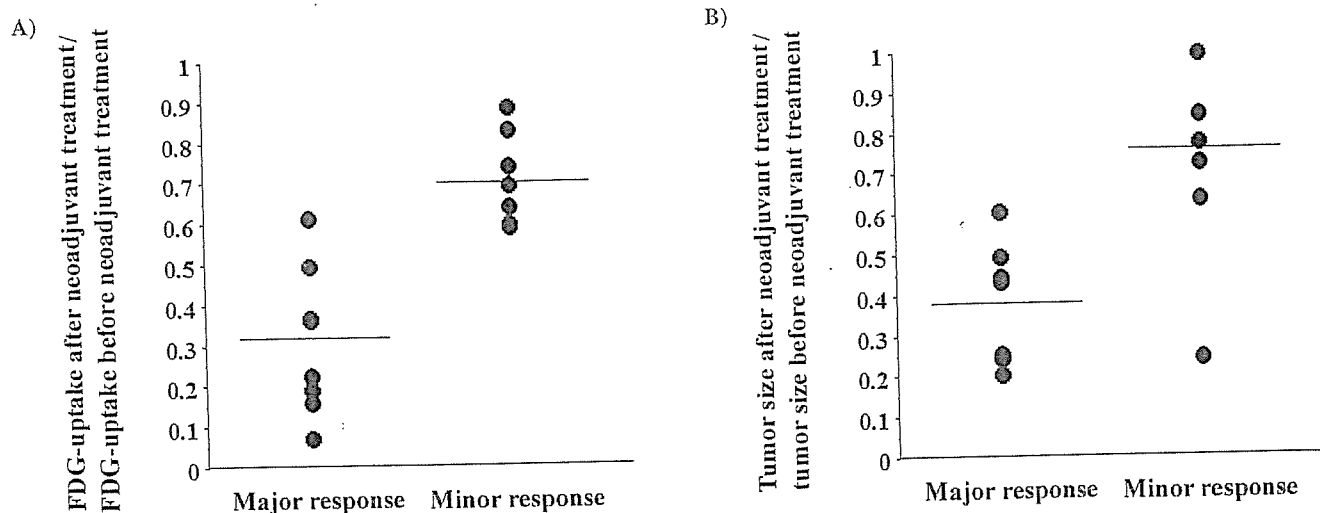 A)
FDG-uptake after neoadjuvant treatment/
FDG-uptake before neoadjuvant treatment
1
0.9
0.8
0.7
0.6
0.5
0.4
0.3
0.2
0.1
0
Major response Minor response
B)
Tumor size after neoadjuvant treatment/
tumor size before neoadjuvant treatment
1
0.9
0.8
0.7
0.6
0.5
0.4
0.3
0.2
0.1
0
Major response Minor response